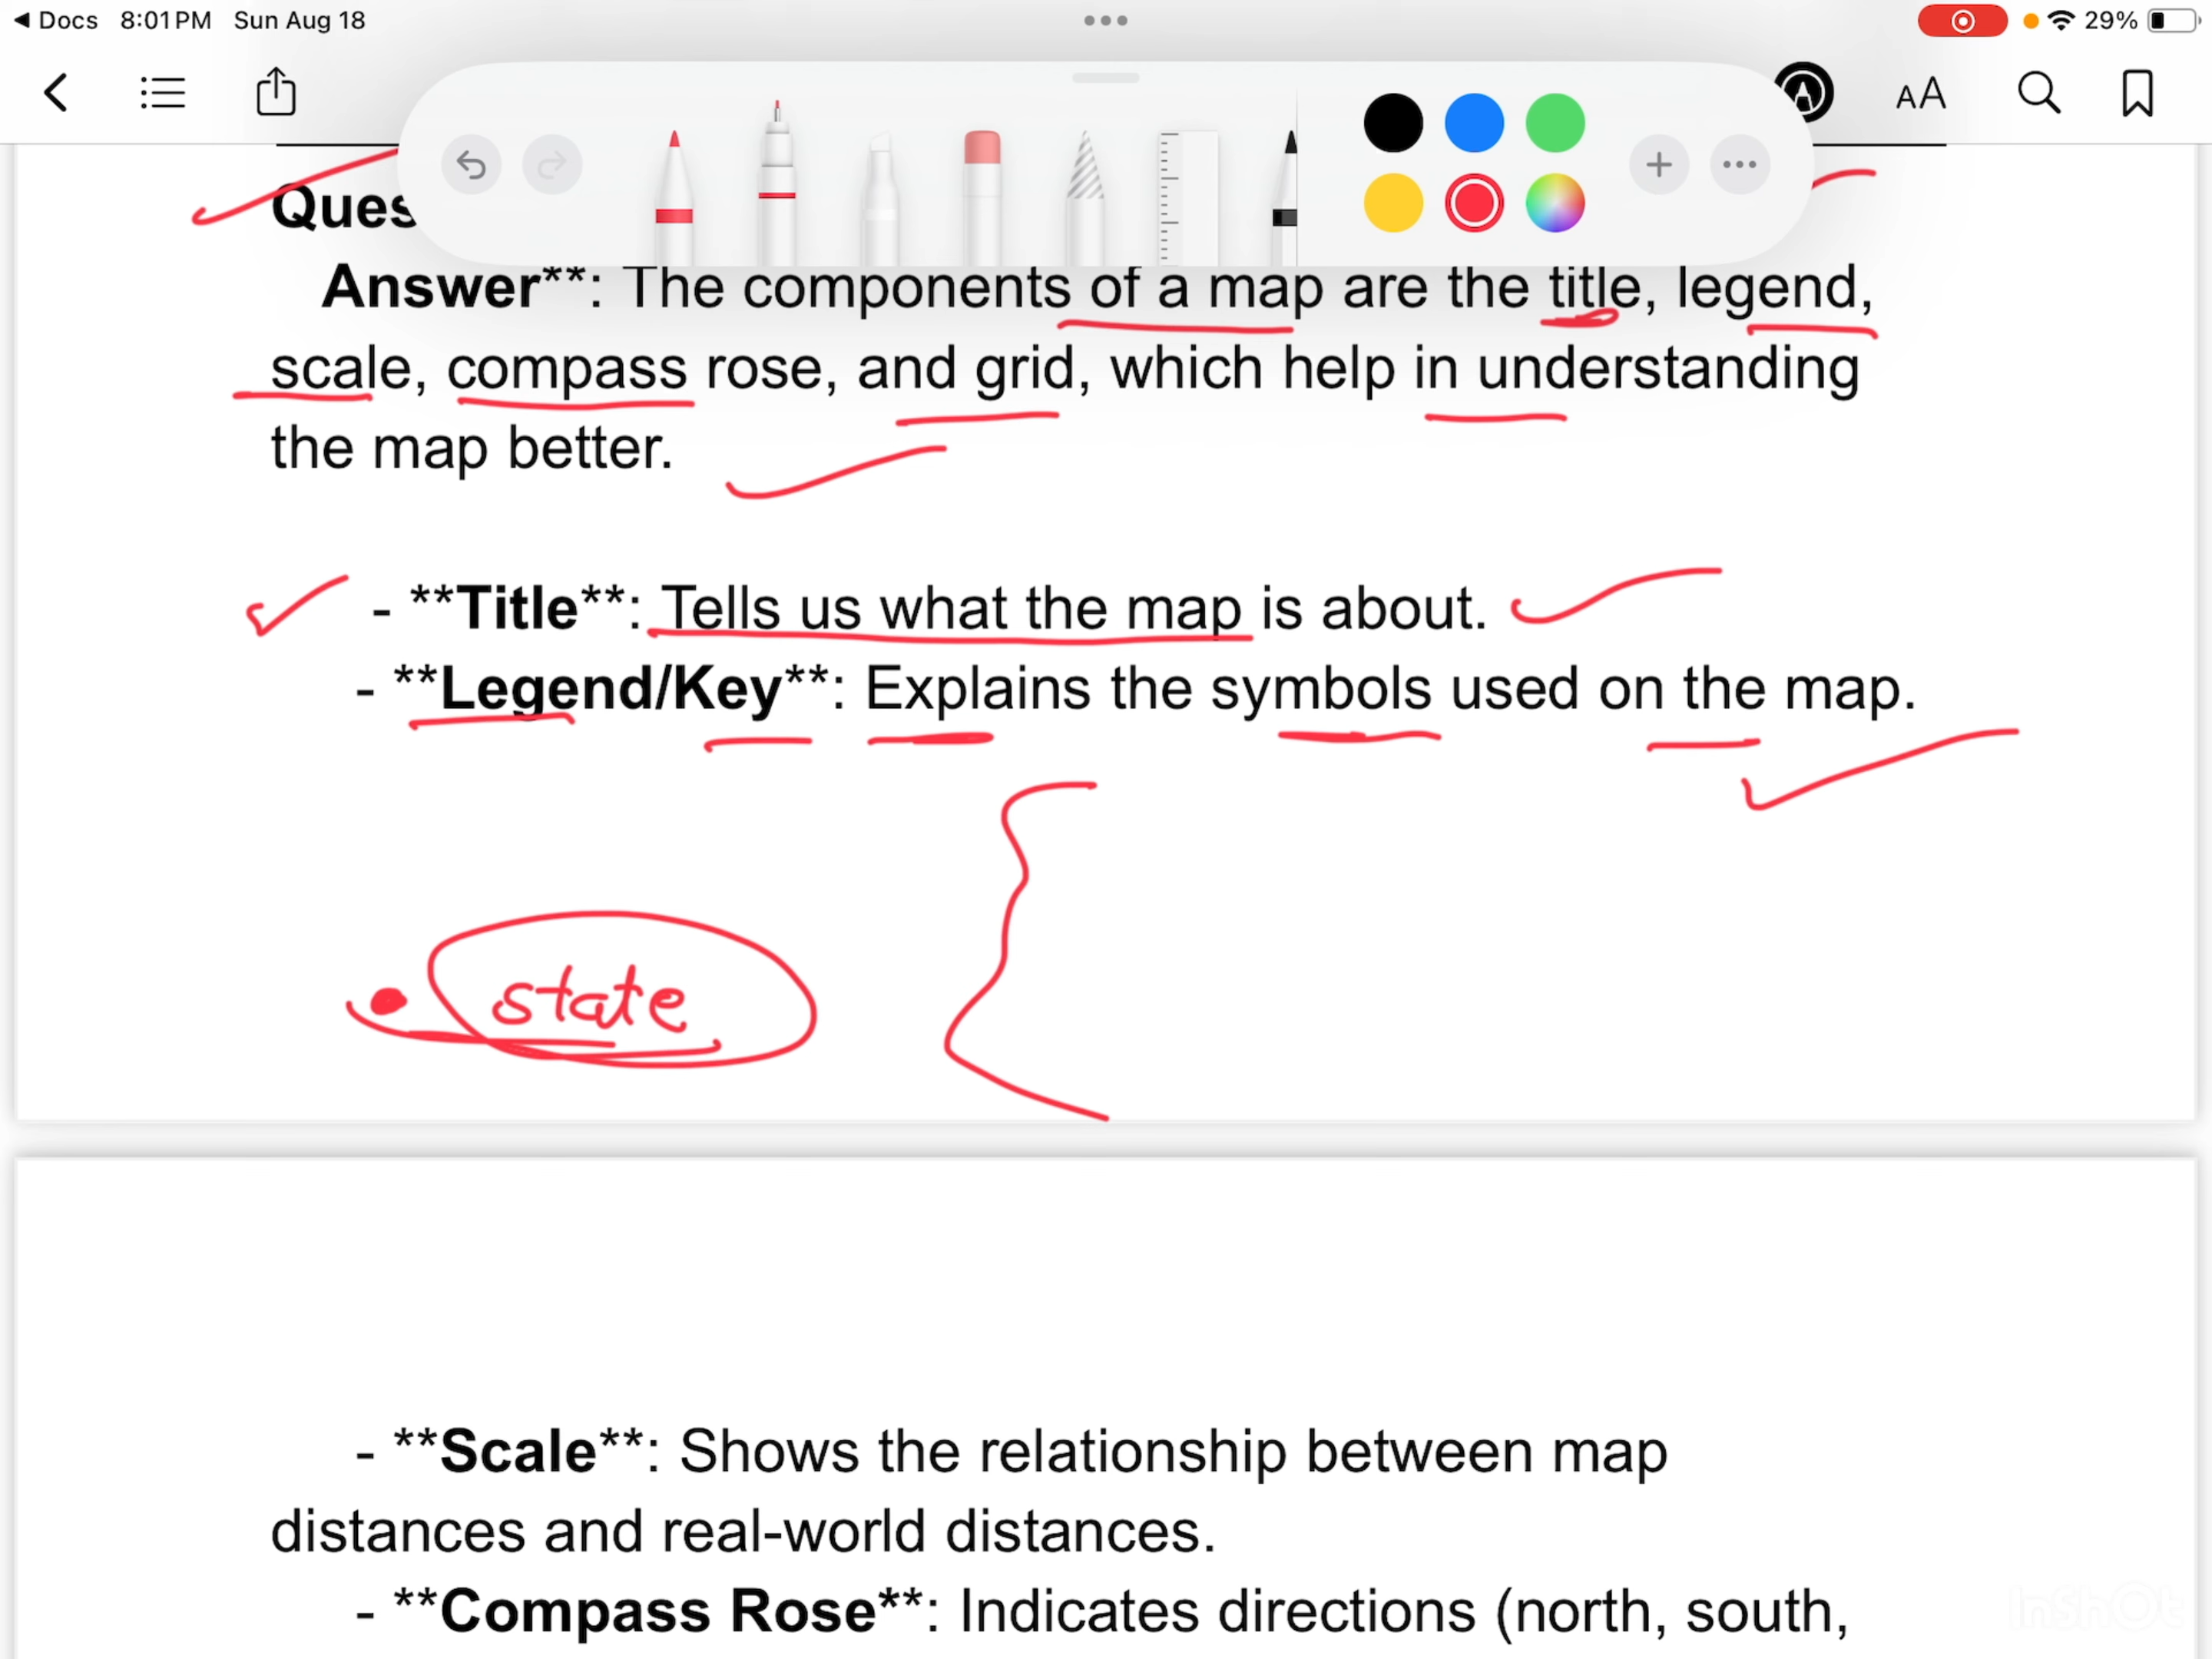 Docs 8:01 PM Sun Aug 18 29%
AA
Ques
Answer**: The components of a map are the title, legend,
scale, compass rose, and grid, which help in understanding
the map better.
- **Title**: Tells us what the map is about.
- **Legend/Key**: Explains the symbols used on the map.
state
- **Scale**: Shows the relationship between map
distances and real-world distances.
- **Compass Rose**: Indicates directions (north, south,
InShOt